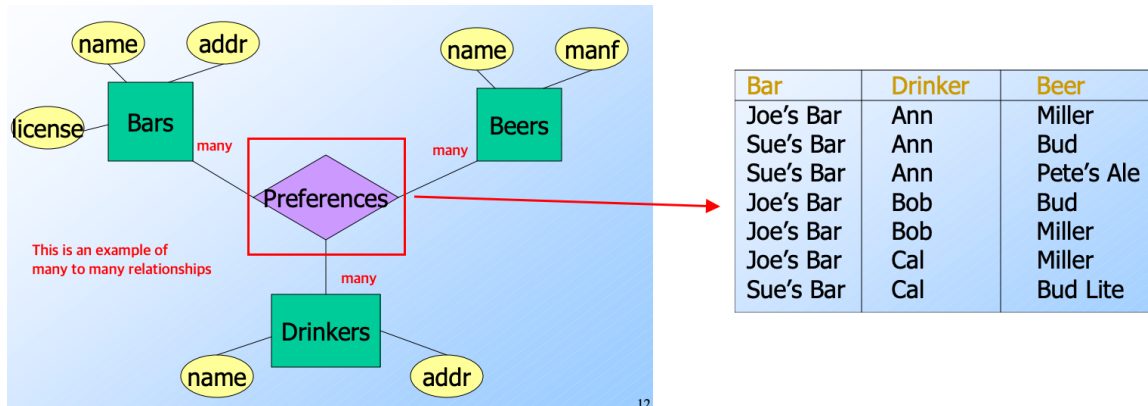 name
addr
name
manf
license
Bars
Beers
many
many
Preferences
This is an example of
many to many relationships
many
Drinkers
name
addr
12
Bar Drinker Beer
Joe's Bar Ann Miller
Sue's Bar Ann Bud
Sue's Bar Ann Pete's Ale
Joe's Bar Bob Bud
Joe's Bar Bob Miller
Joe's Bar Cal Miller
Sue's Bar Cal Bud Lite